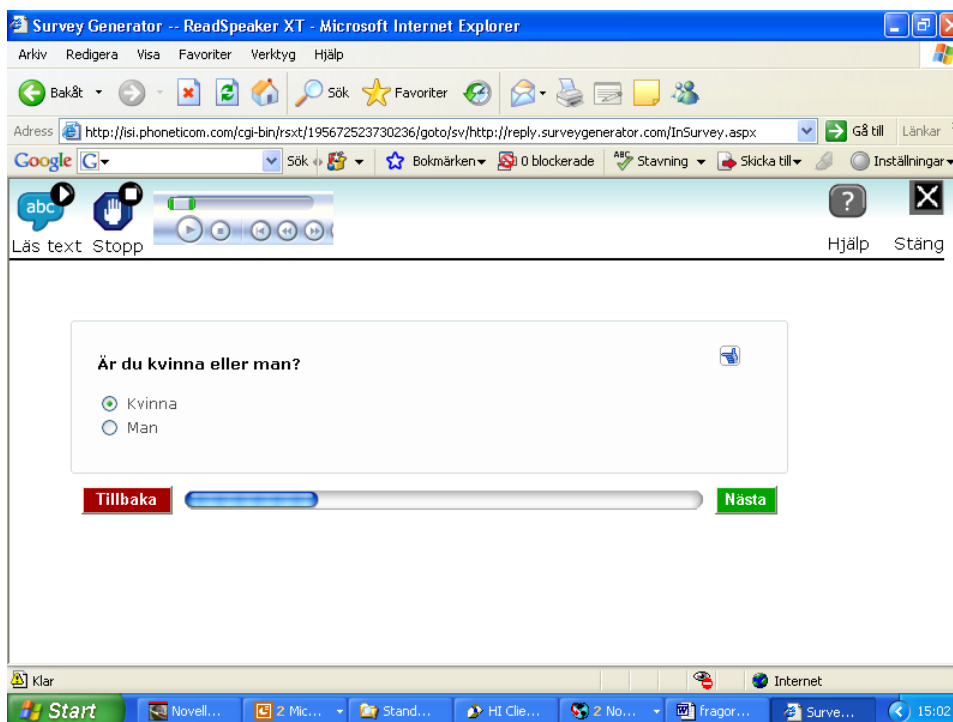 Survey Generator -- ReadSpeaker XT - Microsoft Internet Explorer
Arkiv Redigera Visa Favoriter Verktyg Hjälp
Bakåt Sök Favoriter
Adress http://isi.phoneticom.com/cgi-bin/rsxt/195672523730236/goto/sv/http://reply.surveygenerator.com/InSurvey.aspx Gå till Länkar
Google G Sök Bokmärken 0 blockerade ABC Stavning Skicka till Inställningar
abc ?
Läs text Stopp Hjälp Stäng
Är du kvinna eller man?
Kvinna
Man
Tillbaka Nästa
Klar Internet
Start Novell... 2 Mic... Stand... HI Clie... 2 No... fragor... Surve... 15:02